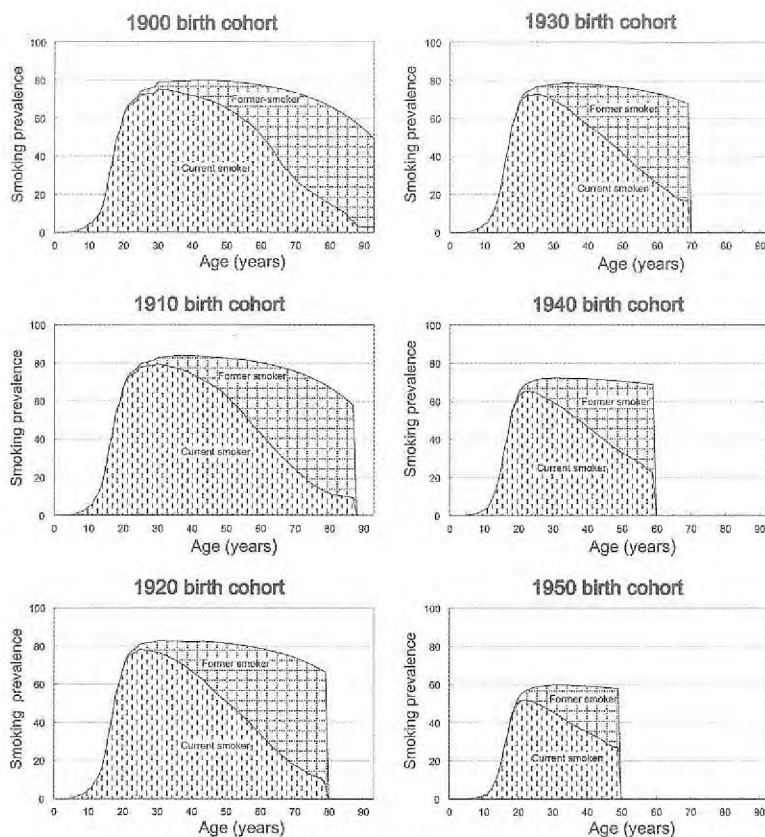 1900 birth cohort
Smoking prevalence
100
80
60
40
20
0
Former-smoker
Current smoker
0 10 20 30 40 50 60 70 80 90
Age (years)
1930 birth cohort
Smoking prevalence
100
80
60
40
20
0
Former smoker
Current smoker
0 10 20 30 40 50 60 70 80 90
Age (years)
1910 birth cohort
Smoking prevalence
100
80
60
40
20
0
Former smoker
Current smoker
0 10 20 30 40 50 60 70 80 90
Age (years)
1940 birth cohort
Smoking prevalence
100
80
60
40
20
0
Former smoker
Current smoker
0 10 20 30 40 50 60 70 80 90
Age (years)
1920 birth cohort
Smoking prevalence
100
80
60
40
20
0
Former smoker
Current smoker
0 10 20 30 40 50 60 70 80 90
Age (years)
1950 birth cohort
Smoking prevalence
100
80
60
40
20
0
Former smoker
Current smoker
0 10 20 30 40 50 60 70 80 90
Age (years)